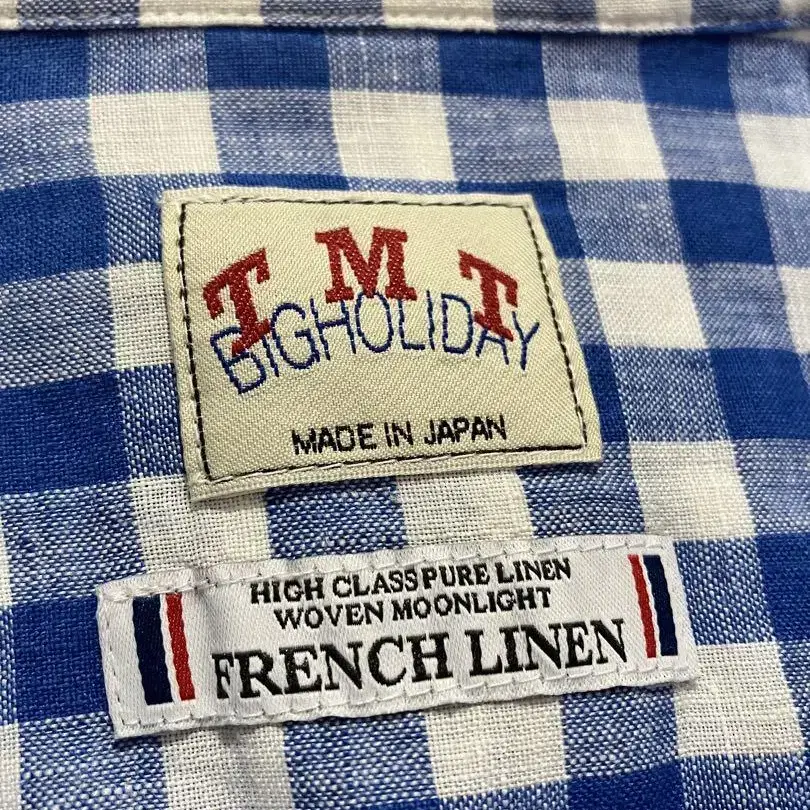 TMT
BIGHOLIDAY
MADE IN JAPAN
HIGH CLASS PURE LINEN
WOVEN MOONLIGHT
FRENCH LINEN